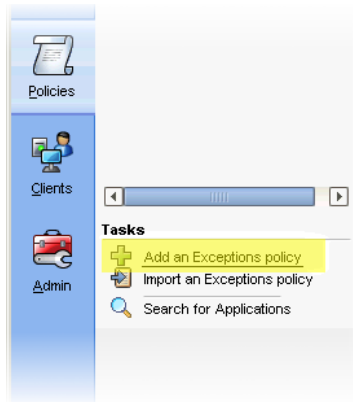 Policies
Clients
Admin
Tasks
Add an Exceptions policy
Import an Exceptions policy
Search for Applications